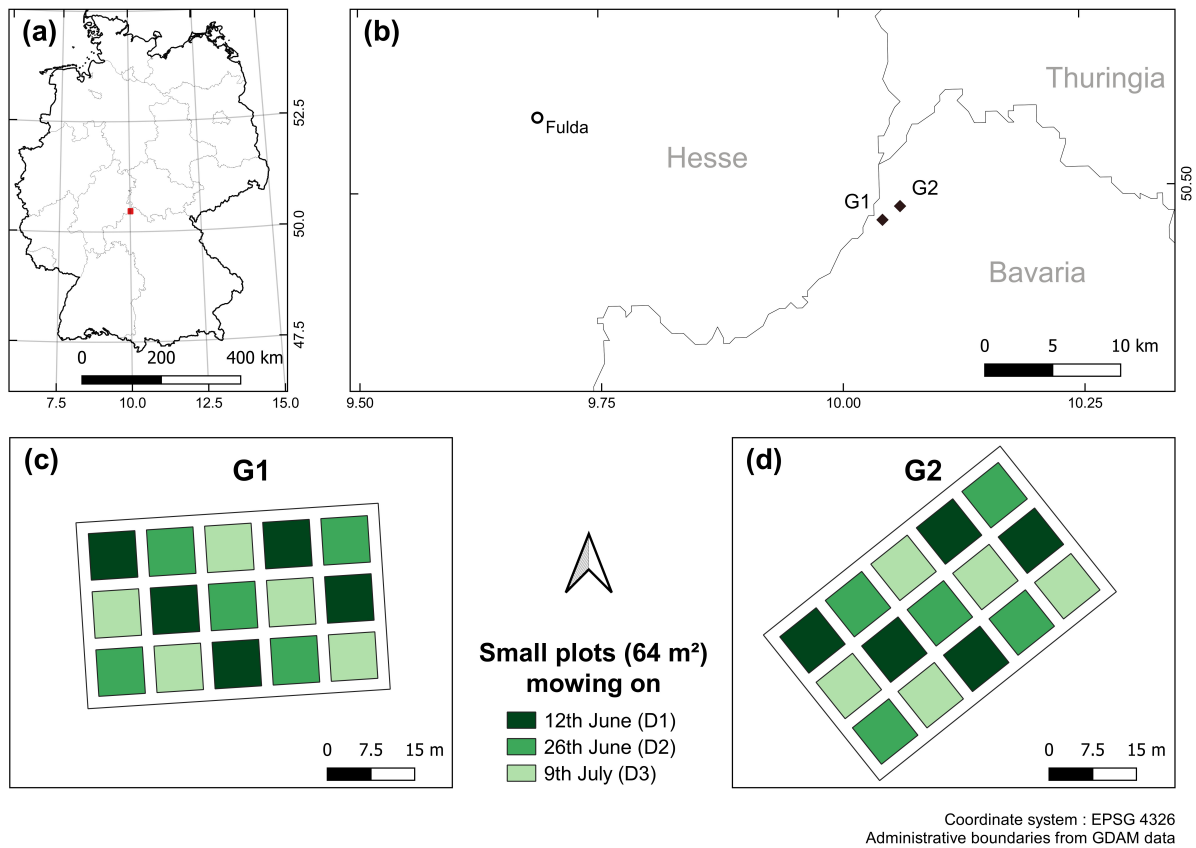 (a)
52.5
50.0
47.5
0 200 400 km
7.5 10.0 12.5 15.0
(b)
Thuringia
Fulda
Hesse
50.50
G2
G1
Bavaria
0 5 10 km
9.50 9.75 10.00 10.25
(c)
G1
0 7.5 15 m
Small plots (64 m²)
mowing on
12th June (D1)
26th June (D2)
9th July (D3)
(d)
G2
0 7.5 15 m
Coordinate system : EPSG 4326
Administrative boundaries from GDAM data